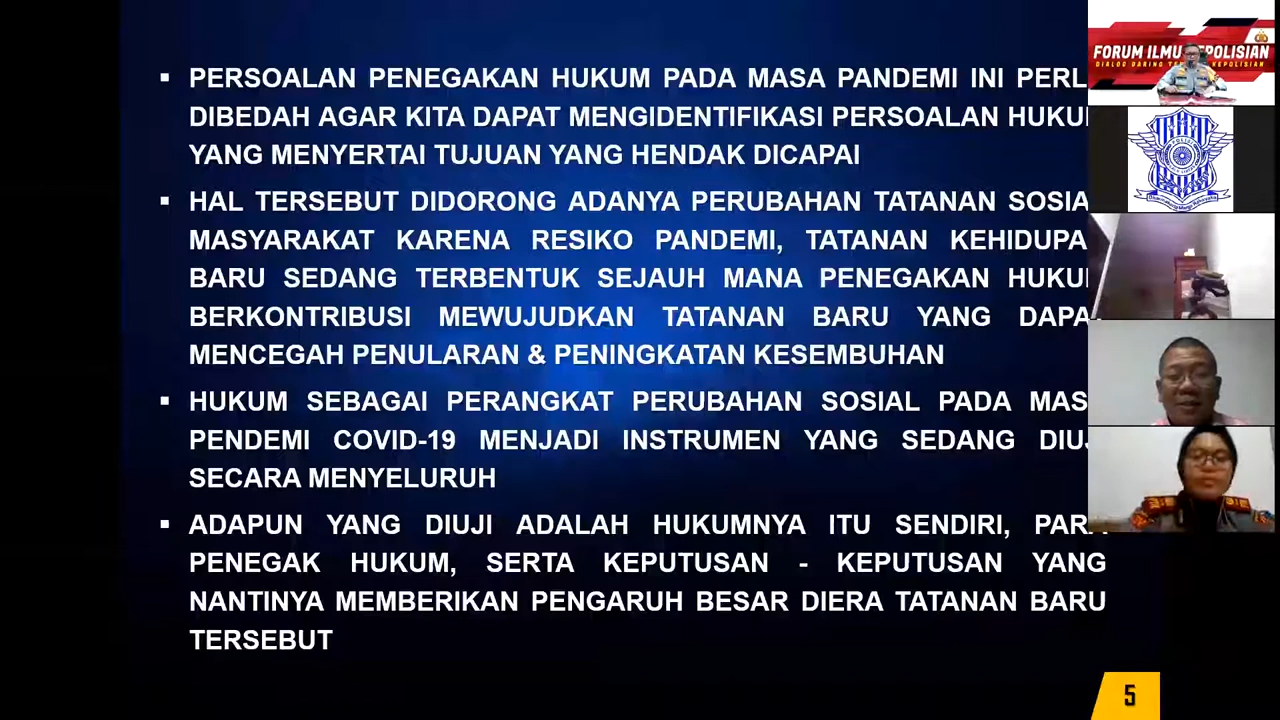 PERSOALAN PENEGAKAN HUKUM PADA MASA PANDEMI INI
DIBEDAH AGAR KITA DAPAT MENGIDENTIFIKASI PERSOALAN
YANG MENYERTAI TUJUAN YANG HENDAK DICAPAI
HAL TERSEBUT DIDORONG ADANYA PERUBAHAN TATANAN
MASYARAKAT KARENA RESIKO PANDEMI, TATANAN
BARU SEDANG TERBENTUK SEJAUH MANA PENEGAKAN
BERKONTRIBUSI MEWUJUDKAN TATANAN BARU YANG
MENCEGAH PENULARAN & PENINGKATAN KESEMBUHAN
HUKUM SEBAGAI PERANGKAT PERUBAHAN SOSIAL PADA
PENDEMI COVID-19 MENJADI INSTRUMEN YANG SEDANG
SECARA MENYELURUH
ADAPUN YANG DIUJI ADALAH HUKUMNYA ITU SENDIRI, PARA
PENEGAK HUKUM, SERTA KEPUTUSAN - KEPUTUSAN YANG
NANTINYA MEMBERIKAN PENGARUH BESAR DIERA TATANAN BARU
TERSEBUT
5
FORUM ILMU